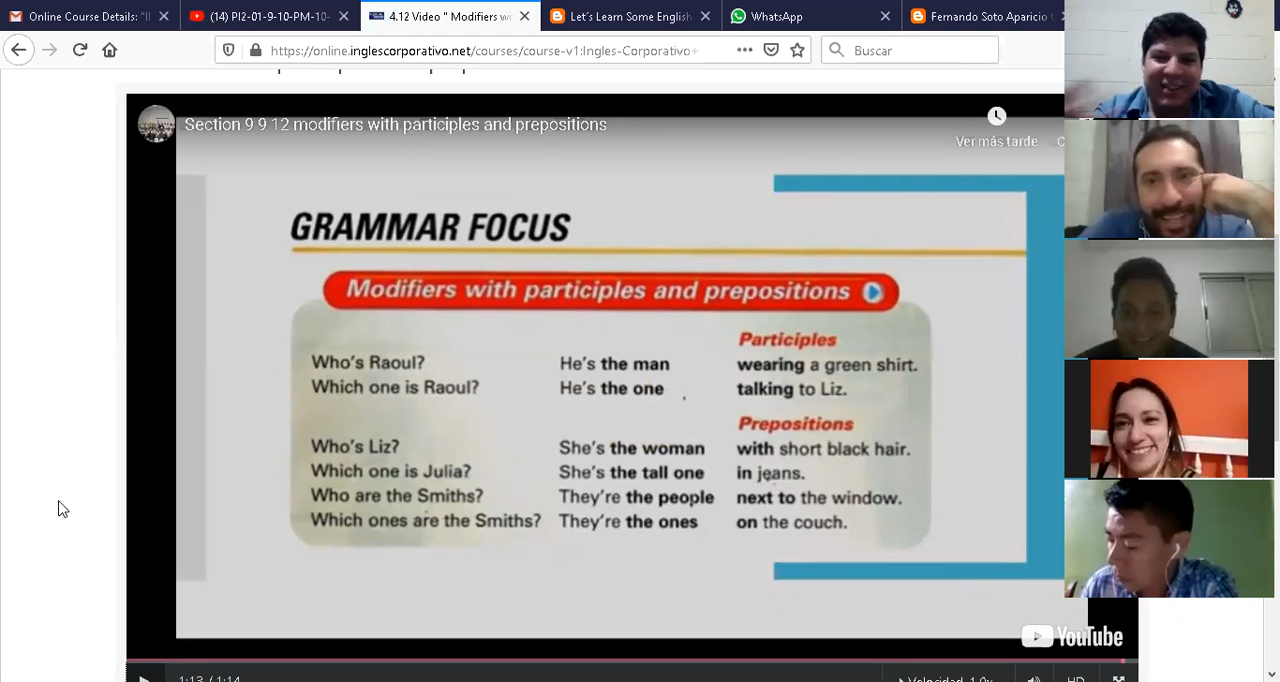 Online Course Details: "II
(14) PI2-01-9-10-PM-10-
4.12 Video " Modifiers w
Let's Learn Some English
WhatsApp
Fernando Soto Aparicio
https://online.inglescorporativo.net/courses/course-v1:Ingles-Corporativo+
Buscar
Section 9 9 12 modifiers with participles and prepositions
Ver más tarde
GRAMMAR FOCUS
Modifiers with participles and prepositions
Participles
Who's Raoul? He's the man wearing a green shirt.
Which one is Raoul? He's the one talking to Liz.
Prepositions
Who's Liz? She's the woman with short black hair.
Which one is Julia? She's the tall one in jeans.
Who are the Smiths? They're the people next to the window.
Which ones are the Smiths? They're the ones on the couch.
YouTube
1:13 / 1:14
Velocidad 1.0x
HD